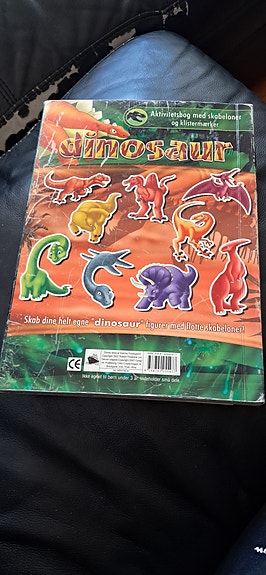 Aktivitetsbog med skabeloner
og klistermærker
dinosaur
Skab dine helt egne "dinosaur" figurer med flotte skabeloner!
CE
Ikke egnet til børn under 3 år, indeholder små dele.